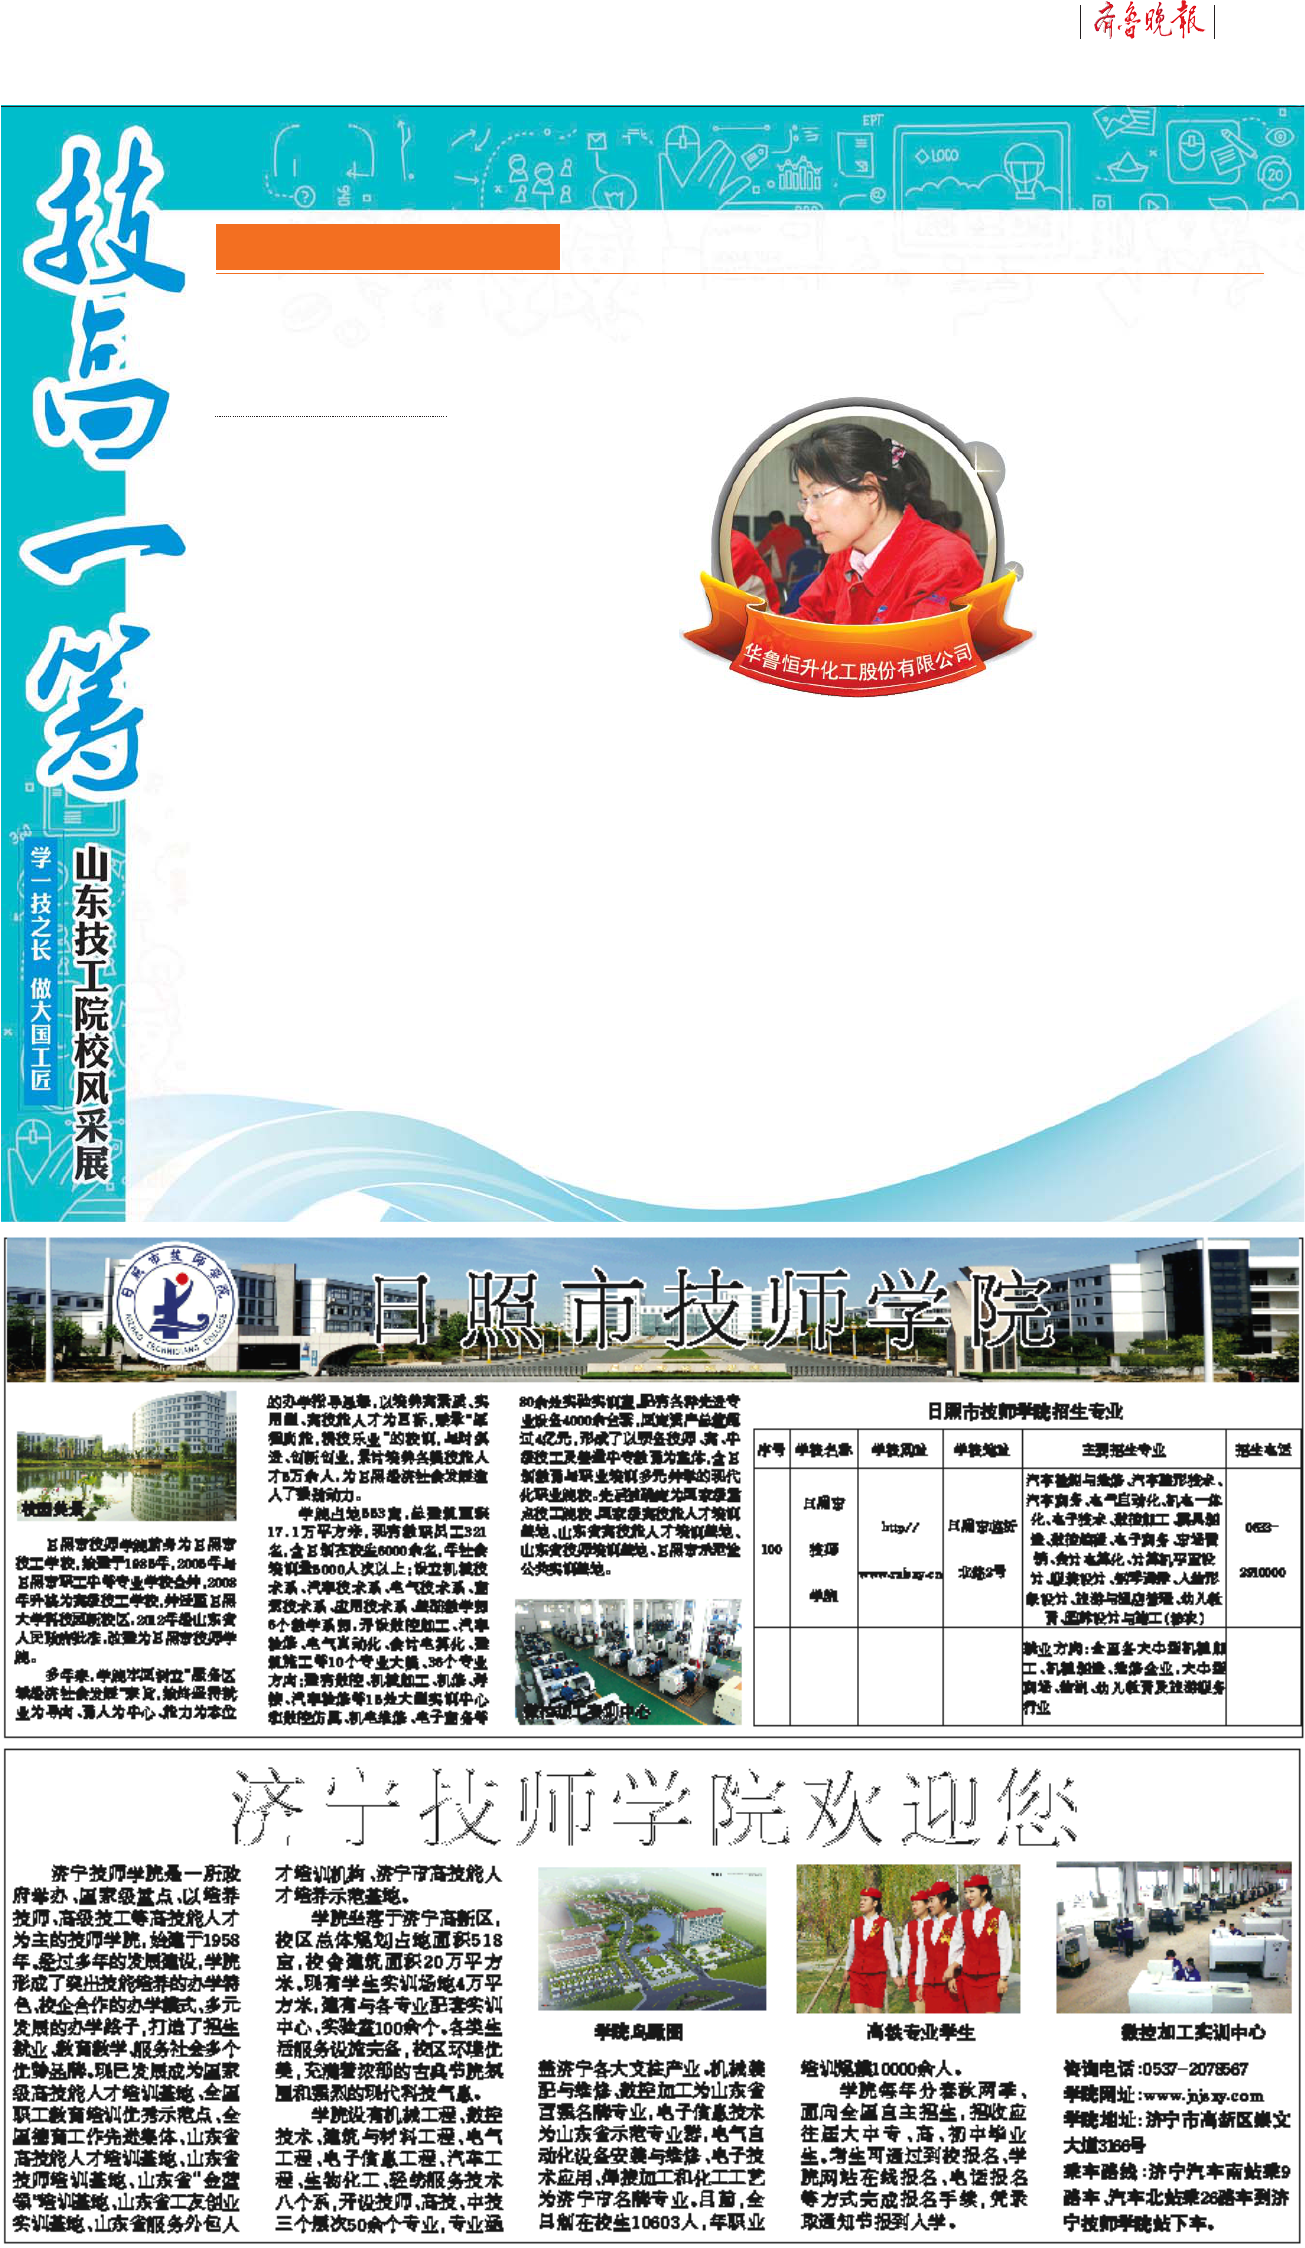 齐鲁晚报
EPT
LOGO
技高一筹
学一技之长 做大国工匠
山东技工院校风采展
华鲁恒升化工股份有限公司
日照市技师学院
日照市技师学院
RIZHAO TECHNICIANS COLLEGE
校园美景
日照市技师学院前身为日照市
技工学校,始建于1985年,2005年与
日照市职工中等专业学校合并,2008
年升格为高级技工学校,并迁至日照
大学科技园新校区,2012年经山东省
人民政府批准,改建为日照市技师学
院。
多年来,学院牢固树立“服务区
域经济社会发展”宗旨,始终坚持就
业为导向、育人为中心、能力为本位
的办学指导思想,以培养高素质、实
用型、高技能人才为目标,
进、创新创业,累计培养各类技能人
才5万余人,为日照经济社会发展注
入了强劲动力。
学院占地553亩,总建筑面积
17.1万平方米,现有教职员工321
名,全日制在校生6000余名,年社会
培训量5000人次以上;设立机械技
术系、汽车技术系、电气技术系、商
贸技术系、应用技术系、基础教学部
6个教学系部,开设数控加工、汽车
检修、电气自动化、会计电算化、建
筑施工等10个专业大类、36个专业
方向;建有数控、机械加工、机修、焊
接、汽车检修等15处大型实训中心
和数控仿真、机电维修、电子商务等
80余处实验实训室,配有各种先进专
业设备4000余台套,固定资产总值超
过4亿元,形成了以预备技师、高、中
级技工及普通中专教育为主体,全日
制教育与职业培训多元并举的现代
化职业院校。先后被确定为国家级重
点技工院校、国家级高技能人才培训
基地、山东省高技能人才培训基地、
山东省技师培训基地、日照市示范性
公共实训基地。
数控加工实训中心
日照市技师学院招生专业
序号 学校名称 学校网址 学校地址 主要招生专业 招生电话
100 日照市技师学院 http// www.rzlsxy.cn 日照市临沂北路2号
汽车检测与维修、汽车整形技术、
汽车商务、电气自动化、机电一体
化、电子技术、数控加工、模具制
造、数控编程、电子商务、市场营
销、会计电算化、计算机平面设
计、服装设计、钢琴调律、人物形
象设计、旅游与酒店管理、幼儿教
育、园林设计与施工(修农)
0633-
2910000
就业方向:全国各大中型机械加
工、机械制造、维修企业,大中型
商场、培训、幼儿教育及旅游服务
行业
济宁技师学院欢迎您
济宁技师学院是一所政
府举办、国家级重点、以培养
技师、高级技工等高技能人才
为主的技师学院,始建于1958
年。经过多年的发展建设,学院
形成了突出技能培养的办学特
色、校企合作的办学模式、多元
发展的办学路子,打造了招生
就业、教育教学、服务社会多个
优势品牌。现已发展成为国家
级高技能人才培训基地、全国
职工教育培训优秀示范点、全
国德育工作先进集体、山东省
高技能人才培训基地、山东省
技师培训基地、山东省“金蓝
领”培训基地、山东省工友创业
实训基地、山东省服务外包人
才培训机构、济宁市高技能人
才培养示范基地。
学院坐落于济宁高新区,
校区总体规划占地面积518
亩,校舍建筑面积20万平方
米。现有学生实训场地4万平
方米,建有与各专业配套实训
中心、实验室100余个。各类生
活服务设施完备,校区环境优
美,充满着浓郁的古典书院氛
围和强烈的现代科技气息。
学院设有机械工程、数控
技术、建筑与材料工程、电气
工程、电子信息工程、汽车工
程、生物化工、轻纺服务技术
八个系,开设技师、高技、中技
三个层次50余个专业,专业涵
学院鸟瞰图
盖济宁各大支柱产业。机械装
配与维修、数控加工为山东省
百强名牌专业,电子信息技术
为山东省示范专业群,电气自
动化设备安装与维修、电子技
术应用、焊接加工和化工工艺
为济宁市名牌专业。目前,全
日制在校生10603人,年职业
高铁专业学生
培训规模10000余人。
学院每年分春秋两季、
面向全国自主招生,招收应
往届大中专、高、初中毕业
生。考生可通过到校报名、学
院网站在线报名、电话报名
等方式完成报名手续,凭录
取通知书报到入学。
数控加工实训中心
咨询电话:0537-2078567
学院网址:www.jnjsxy.com
学院地址:济宁市高新区崇文
大道3166号
乘车路线:济宁汽车南站乘9
路车、汽车北站乘26路车到济
宁技师学院站下车。